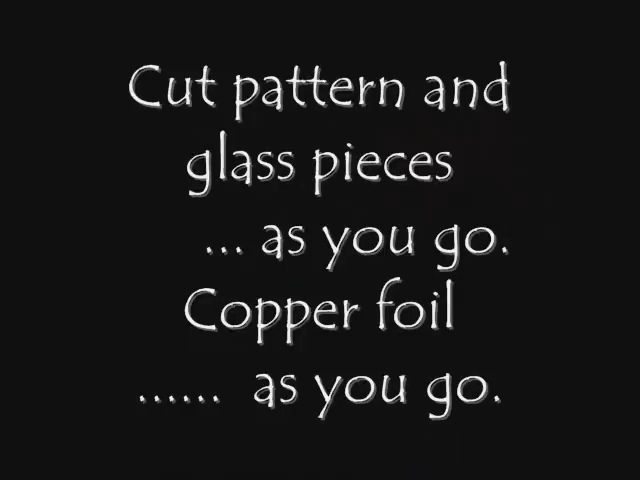 Cut pattern and
glass pieces
... as you go.
Copper foil
...... as you go.